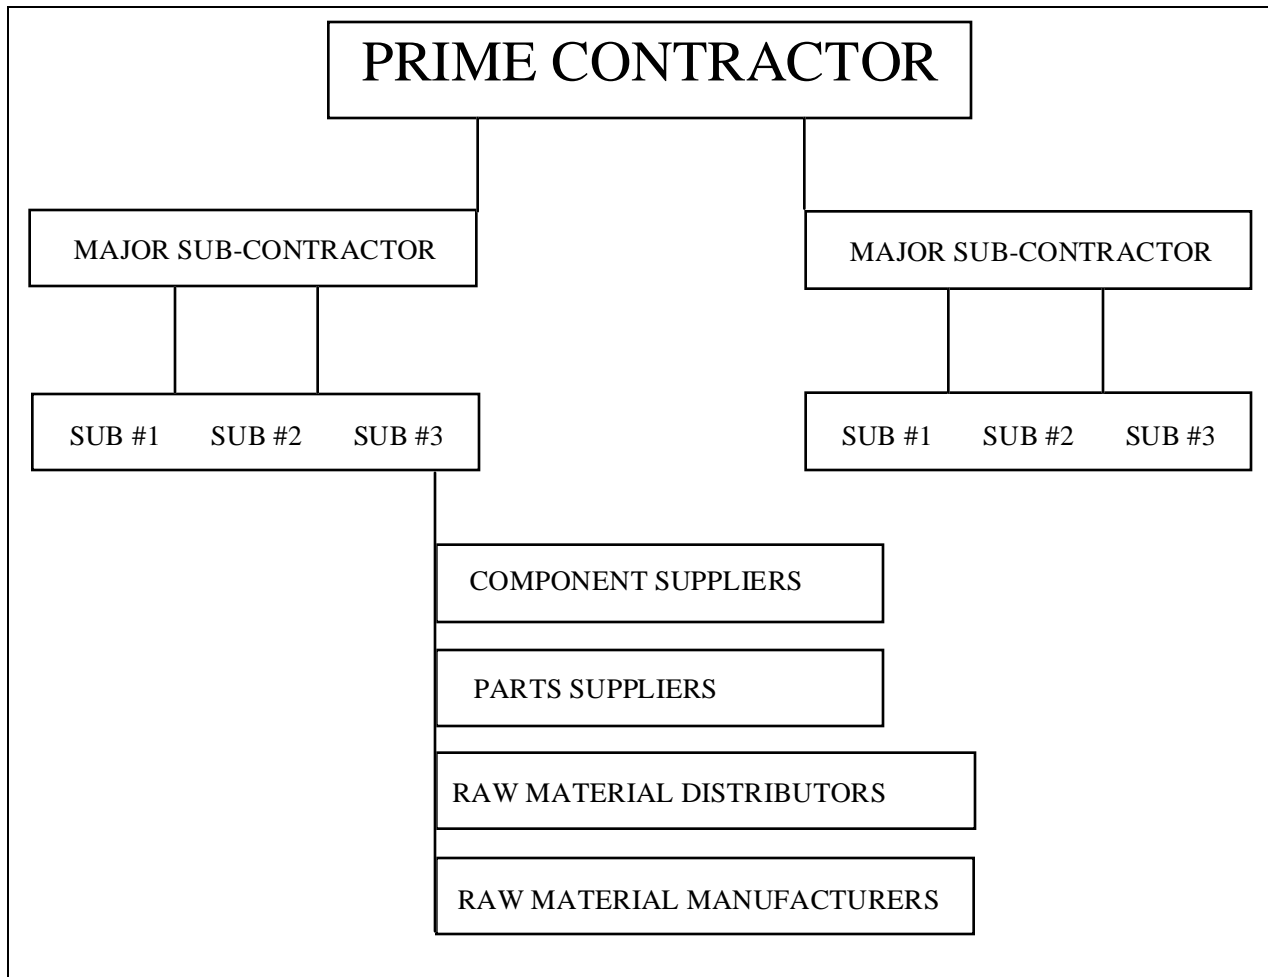 PRIME CONTRACTOR
MAJOR SUB-CONTRACTOR
MAJOR SUB-CONTRACTOR
SUB #1 SUB #2 SUB #3
SUB #1 SUB #2 SUB #3
COMPONENT SUPPLIERS
PARTS SUPPLIERS
RAW MATERIAL DISTRIBUTORS
RAW MATERIAL MANUFACTURERS